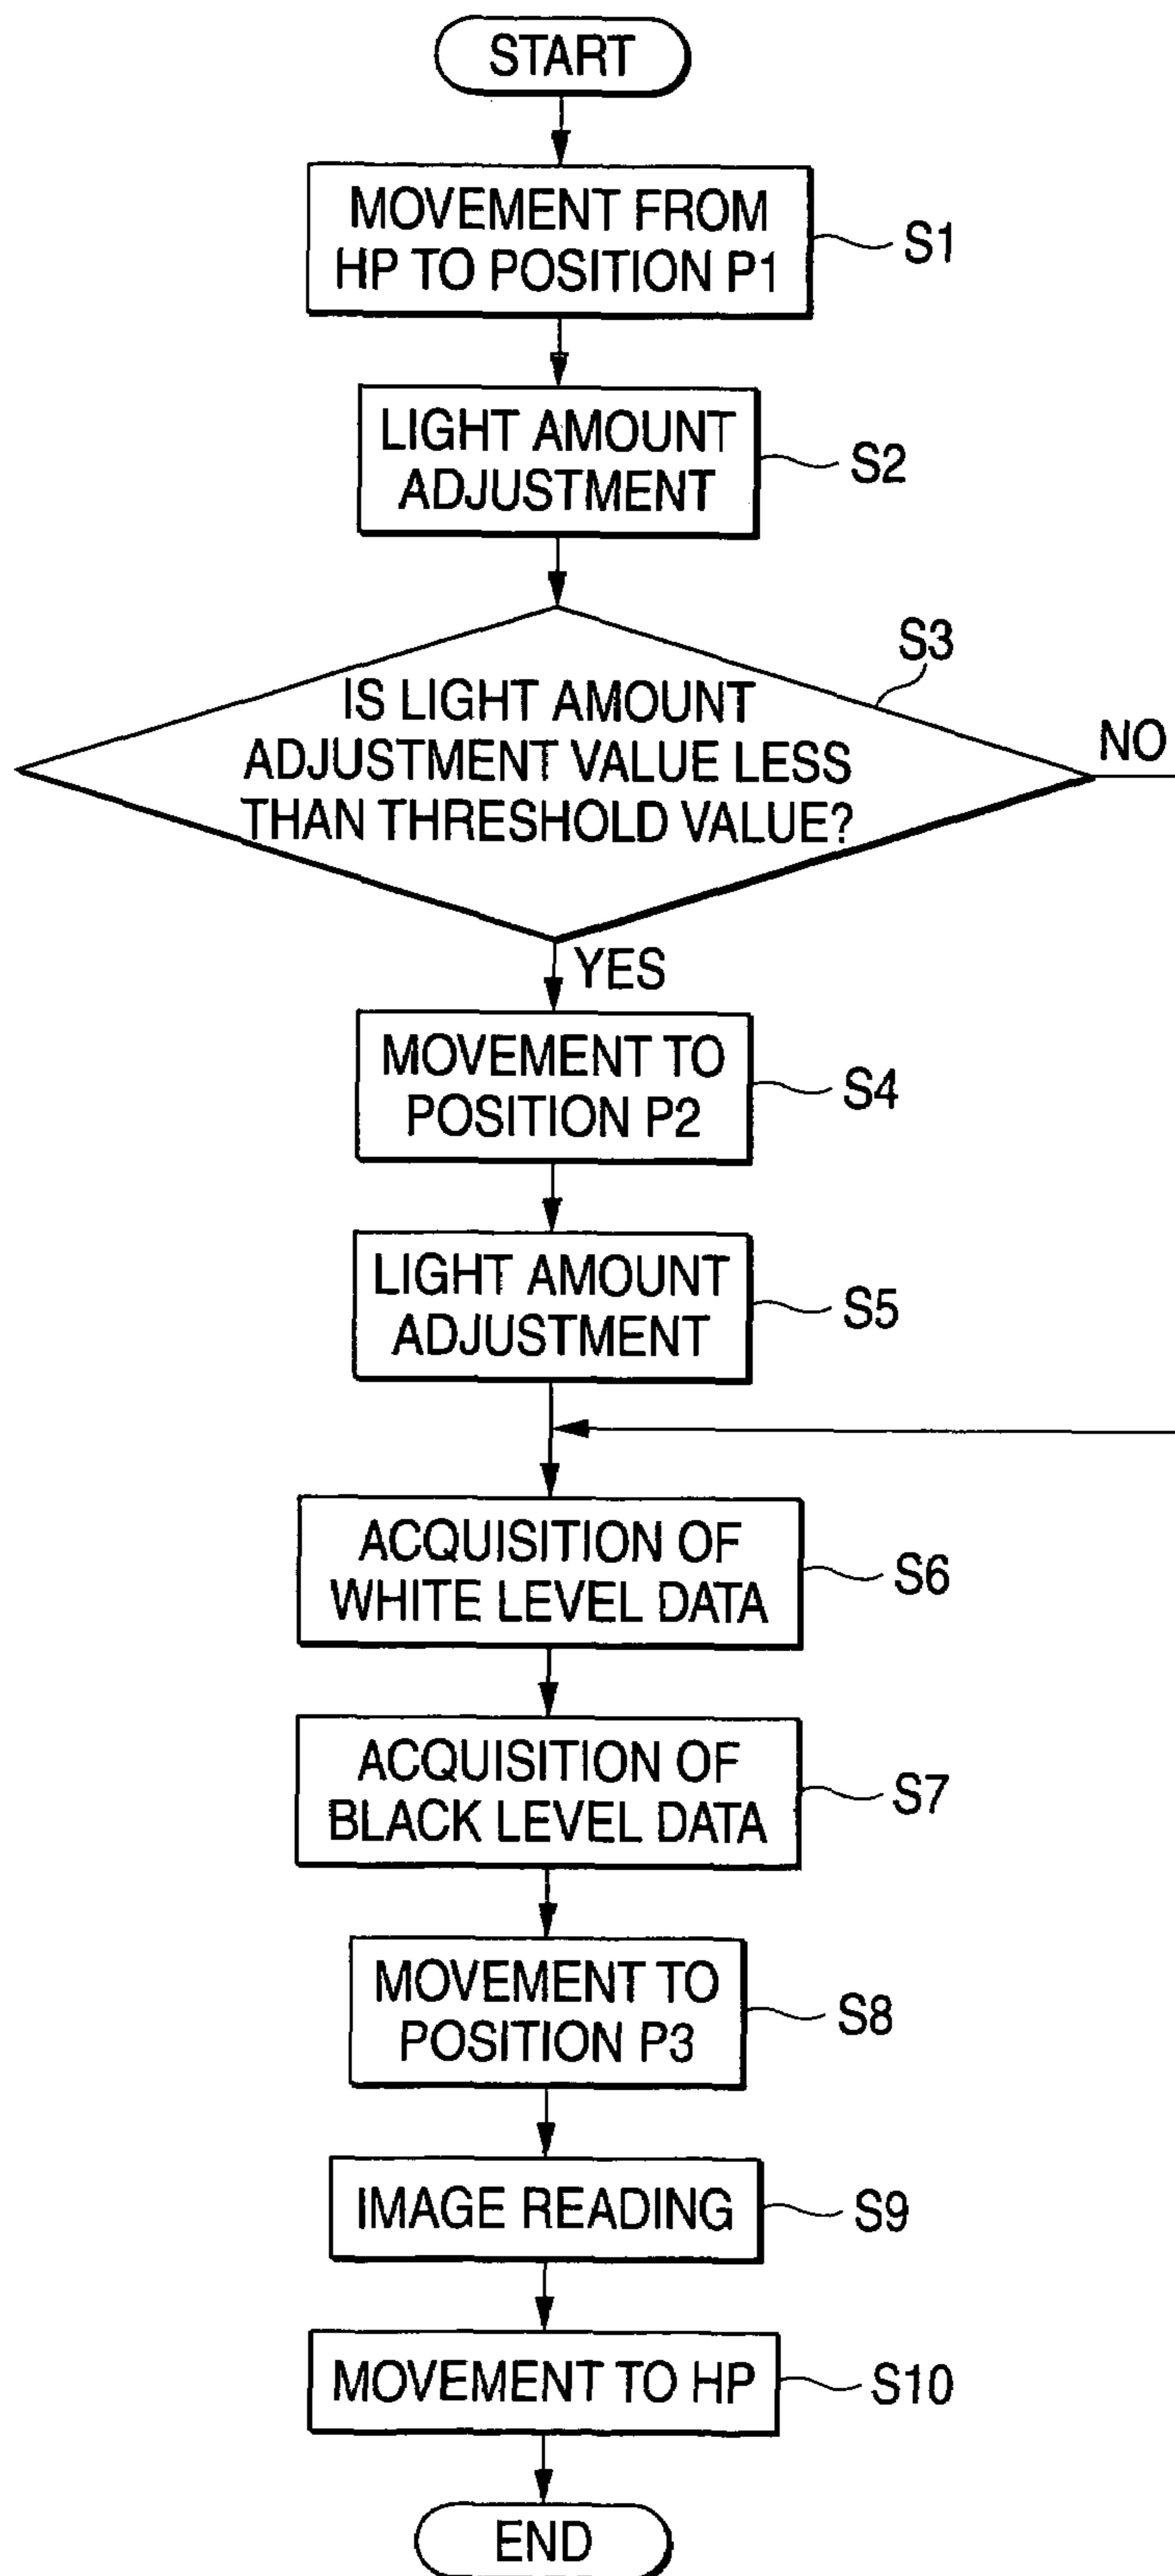 START
MOVEMENT FROM
HP TO POSITION P1
S1
LIGHT AMOUNT
ADJUSTMENT
S2
S3
IS LIGHT AMOUNT
ADJUSTMENT VALUE LESS
THAN THRESHOLD VALUE?
NO
YES
MOVEMENT TO
POSITION P2
S4
LIGHT AMOUNT
ADJUSTMENT
S5
ACQUISITION OF
WHITE LEVEL DATA
S6
ACQUISITION OF
BLACK LEVEL DATA
S7
MOVEMENT TO
POSITION P3
S8
IMAGE READING
S9
MOVEMENT TO HP
S10
END